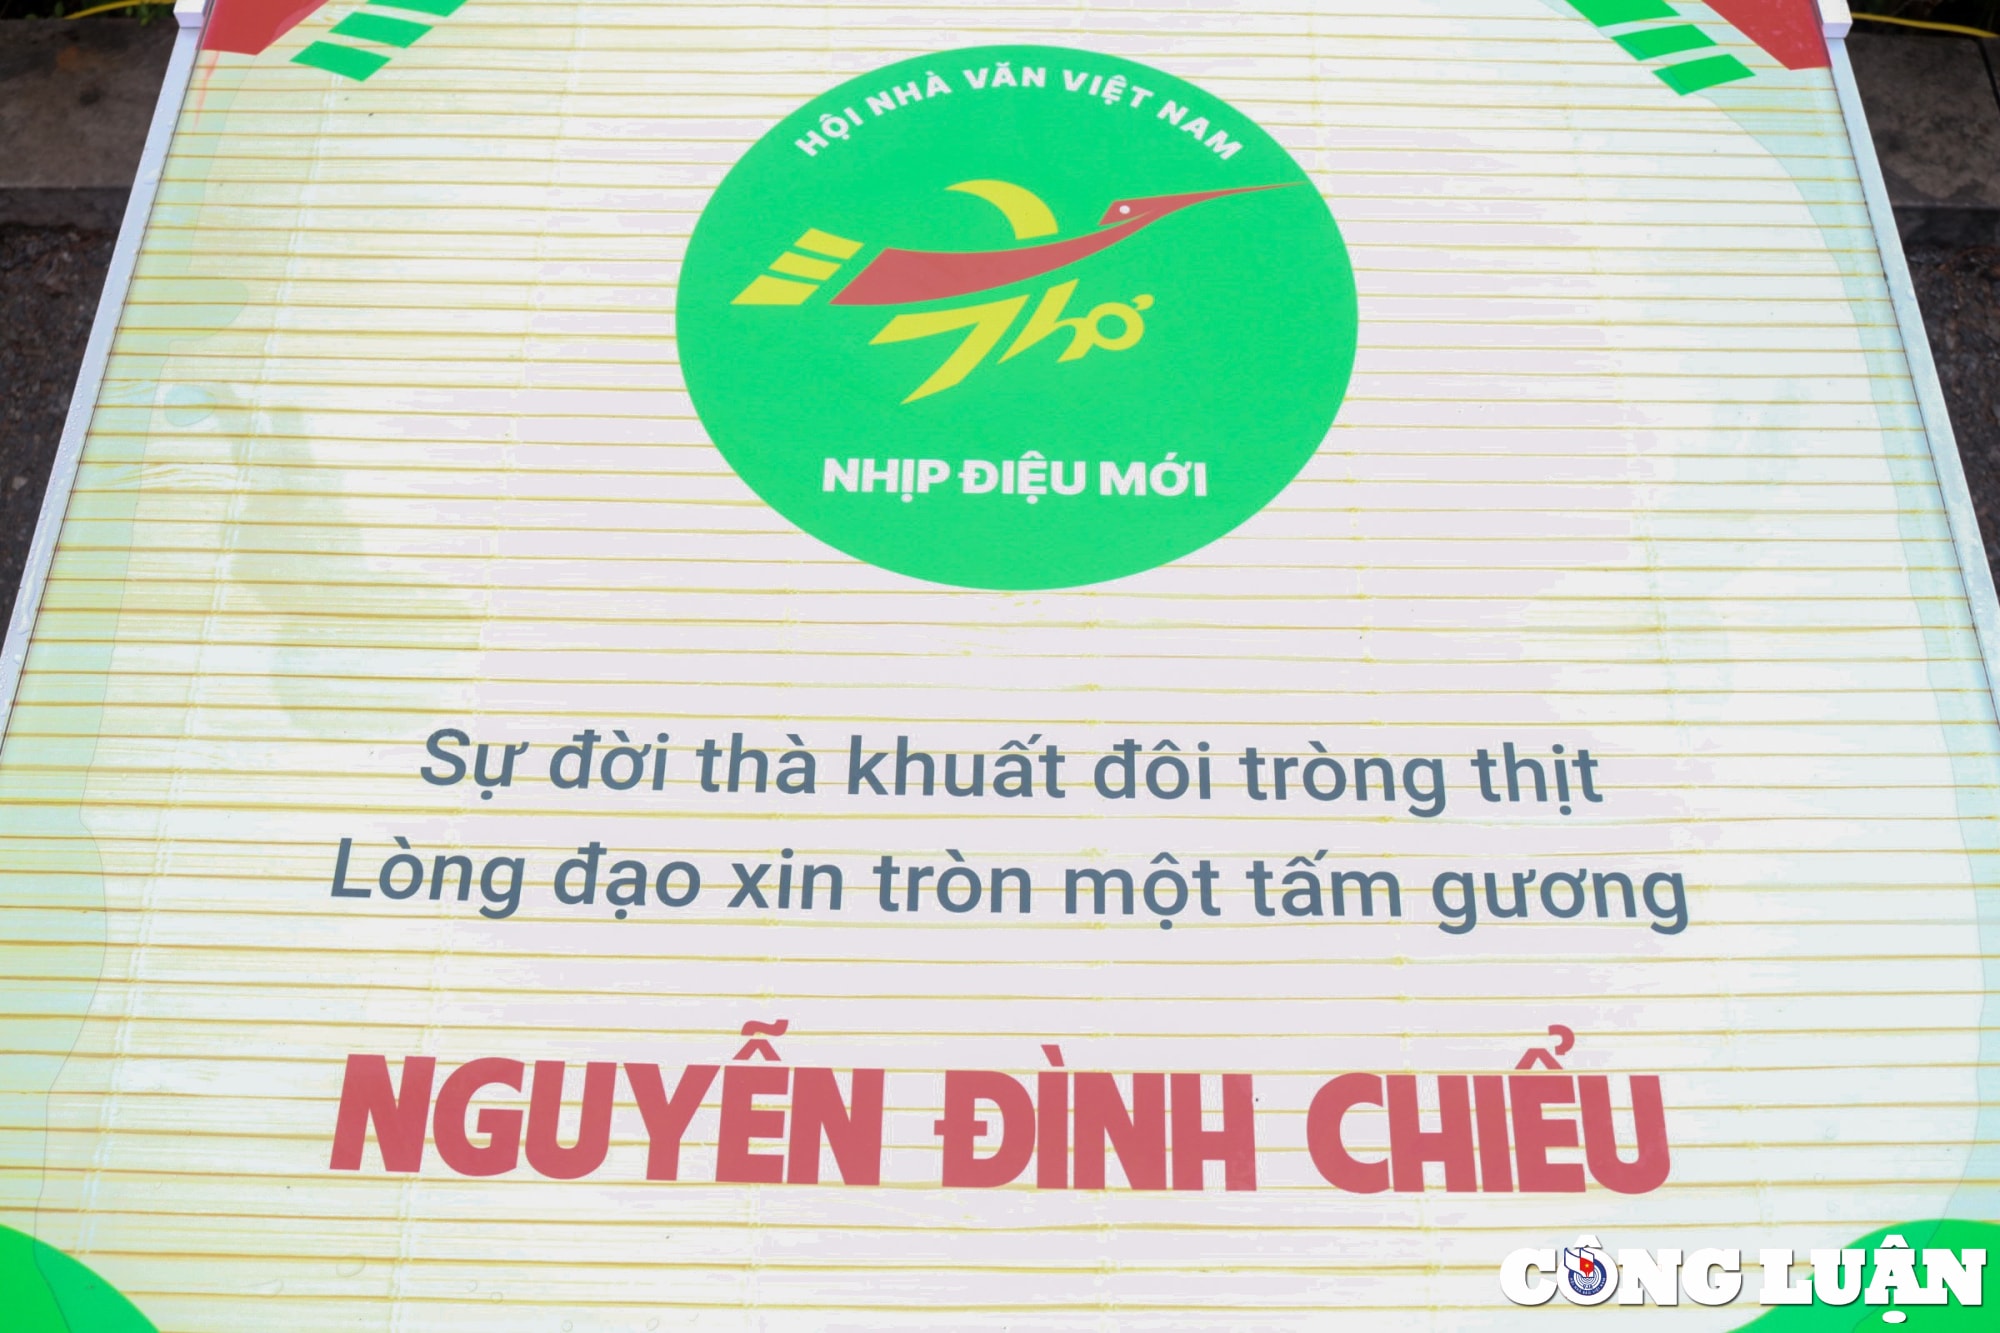 HỘI NHÀ VĂN VIỆT NAM
Thơ
NHỊP ĐIỆU MỚI
Sự đời thà khuất đôi tròng thịt
Lòng đạo xin tròn một tấm gương
NGUYỄN ĐÌNH CHIỂU
CÔNG LUẬN